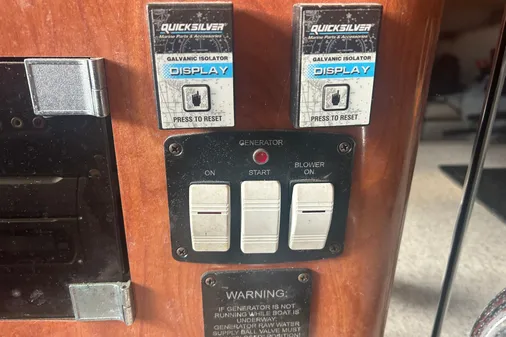 QUICKSILVER
Marine Parts & Accessories
GALVANIC ISOLATOR
DISPLAY
PRESS TO RESET
QUICKSILVER
Marine Parts & Accessories
GALVANIC ISOLATOR
DISPLAY
PRESS TO RESET
GENERATOR
ON
START
BLOWER
ON
WARNING:
IF GENERATOR IS NOT
RUNNING WHILE BOAT IS
UNDERWAY:
GENERATOR RAW WATER
SUPPLY BALL VALVE MUST